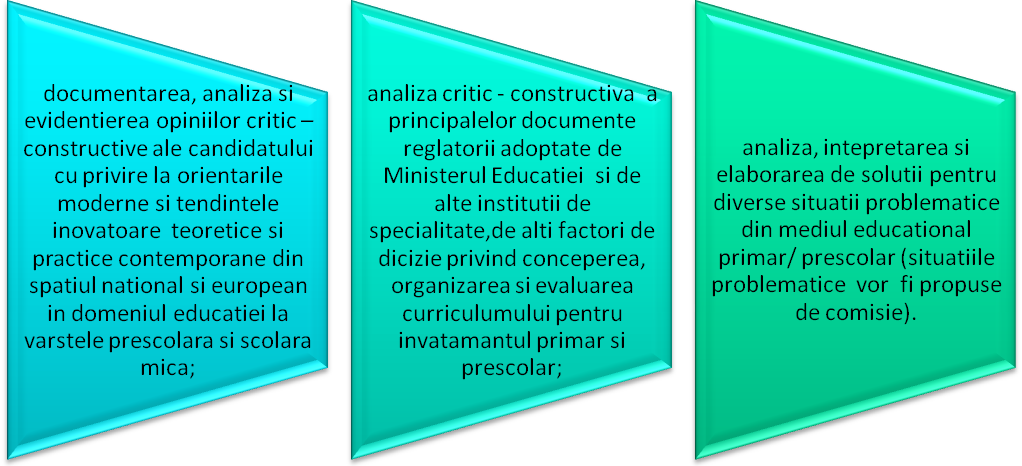 documentarea, analiza si
evidentierea opiniilor critic –
constructive ale candidatului
cu privire la orientarile
moderne si tendintele
inovatoare  teoretice si
practice contemporane din
spatiul national si european
in domeniul educatiei la
varstele prescolara si scolara
mica;
analiza critic - constructiva  a
principalelor documente
reglatorii adoptate de
Ministerul Educatiei  si de
alte institutii de
specialitate,de alti factori de
dicizie privind conceperea,
organizarea si evaluarea
curriculumului pentru
invatamantul primar si
prescolar;
analiza, intepretarea si
elaborarea de solutii pentru
diverse situatii problematice
din mediul educational
primar/ prescolar (situatiile
problematice  vor  fi propuse
de comisie).